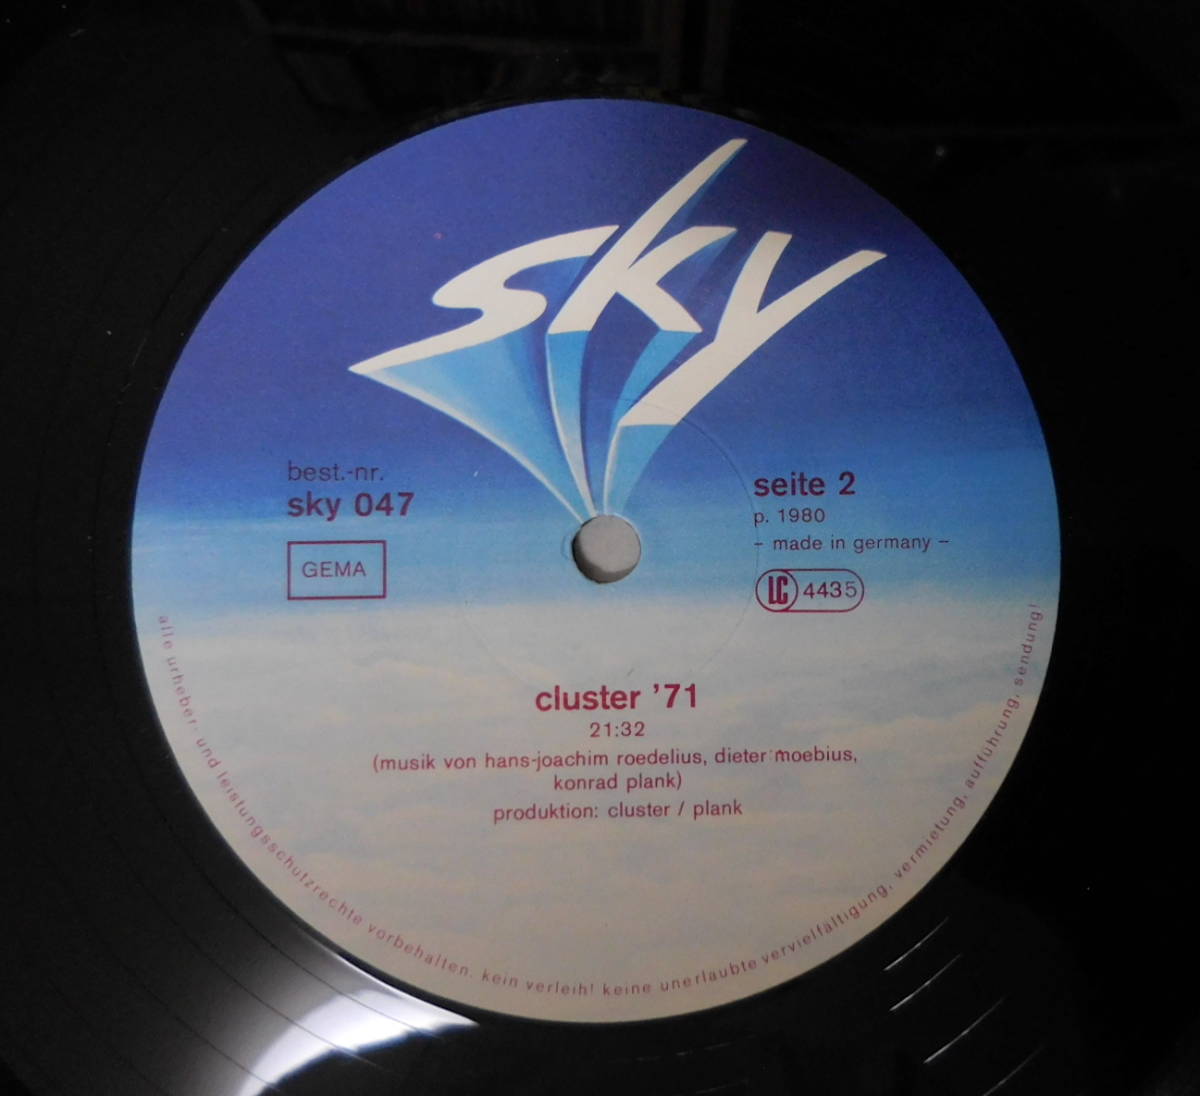 sky
best.-nr.
sky 047
GEMA
seite 2
p. 1980
- made in germany -
LC 4435
cluster '71
21:32
(musik von hans-joachim roedelius, dieter moebius,
konrad plank)
produktion: cluster / plank
alle urheber- und leistungsschutzrechte vorbehalten. kein verleih! keine unerlaubte vervielfältigung, vermietung, aufführung, sendung!